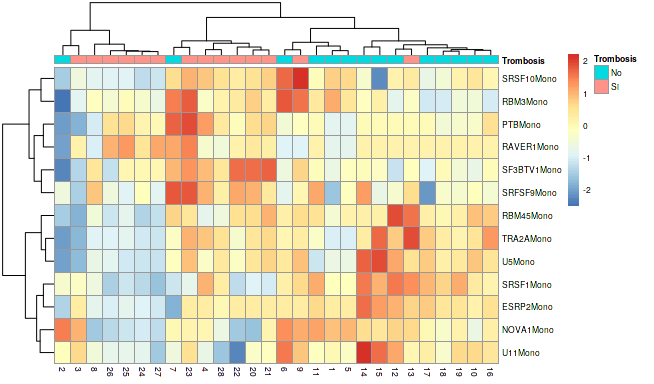 Trombosis
SRSF10Mono
RBM3Mono
PTBMono
RAVER1Mono
SF3BTV1Mono
SRFSF9Mono
RBM45Mono
TRA2AMono
U5Mono
SRSF1Mono
ESRP2Mono
NOVA1Mono
U11Mono
2 3 8 26 25 24 27 7 23 4 28 22 20 21 6 9 11 1 5 14 15 12 13 17 18 19 10 16
2
1
0
-1
-2
Trombosis
No
SI